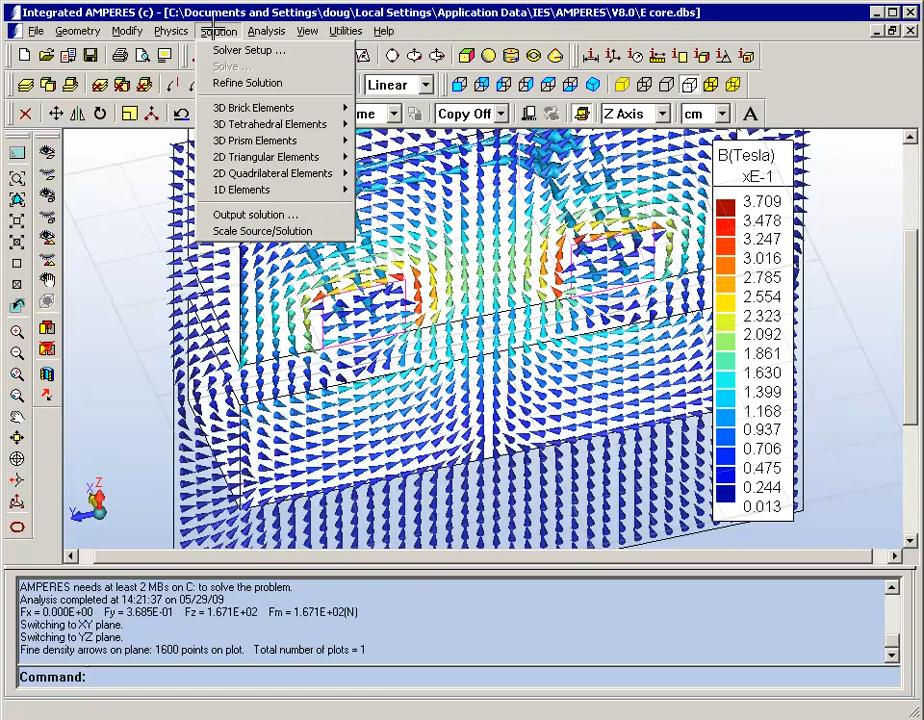 Integrated AMPERES (c) - [C:\Documents and Settings\doug\Local Settings\Application Data\IES\AMPERES\V8.0\E core.dbs]
File Geometry Modify Physics Solution Analysis View Utilities Help
Solver Setup ...
Solve ...
Refine Solution
3D Brick Elements
3D Tetrahedral Elements
3D Prism Elements
2D Triangular Elements
2D Quadrilateral Elements
1D Elements
Output solution ...
Scale Source/Solution
Linear
me Copy Off Z Axis cm A
B(Tesla)
xE-1
3.709
3.478
3.247
3.016
2.785
2.554
2.323
2.092
1.861
1.630
1.399
1.168
0.937
0.706
0.475
0.244
0.013
X Z
Y
AMPERES needs at least 2 MBs on C: to solve the problem.
Analysis completed at 14:21:37 on 05/29/09
Fx = 0.000E+00 Fy = 3.685E-01 Fz = 1.671E+02 Fm = 1.671E+02(N)
Switching to XY plane.
Switching to YZ plane.
Fine density arrows on plane: 1600 points on plot. Total number of plots = 1
Command: